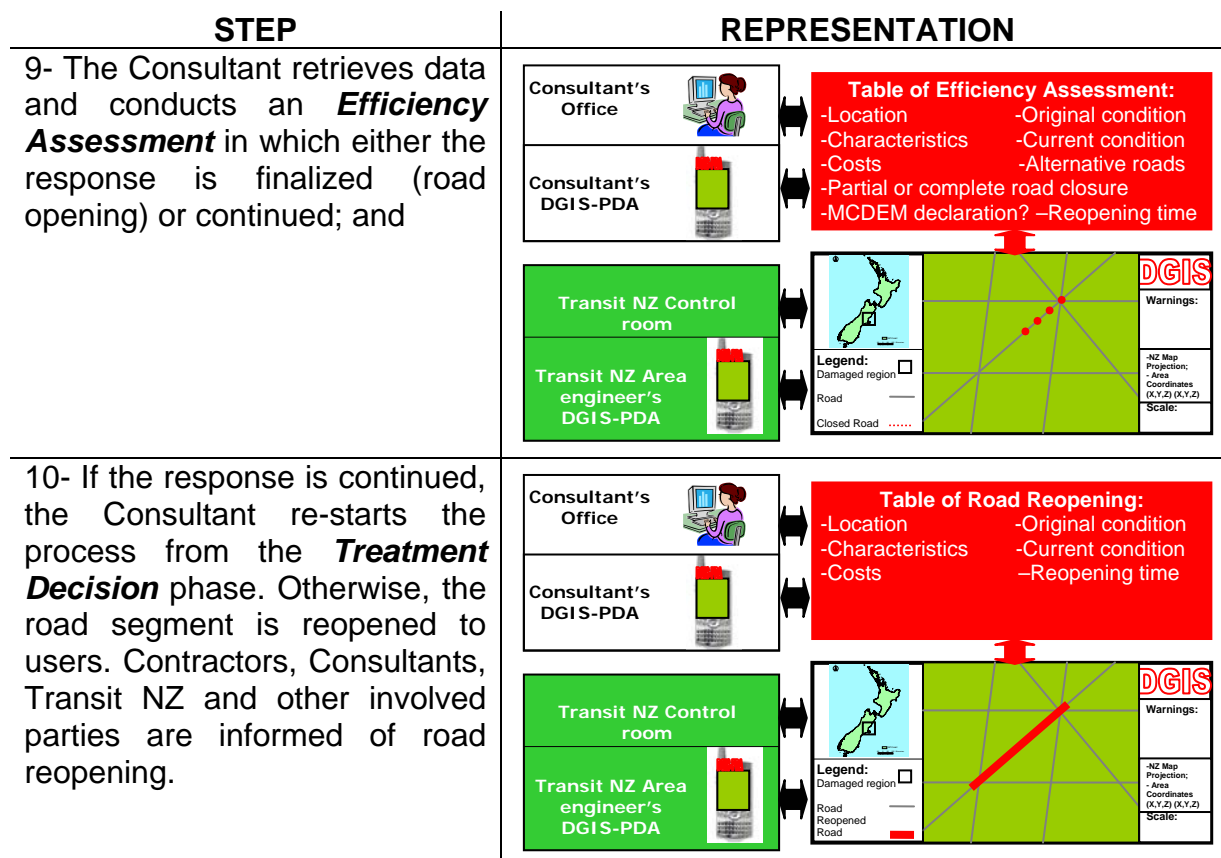 STEP
REPRESENTATION
9- The Consultant retrieves data
and conducts an Efficiency
Assessment in which either the
response is finalized (road
opening) or continued; and
Consultant's
Office
Consultant's
DGIS-PDA
Table of Efficiency Assessment:
-Location -Original condition
-Characteristics -Current condition
-Costs -Alternative roads
-Partial or complete road closure
-MCDEM declaration? –Reopening time
Transit NZ Control
room
Transit NZ Area
engineer's
DGIS-PDA
Legend:
Damaged region
Road
Closed Road
DGIS
Warnings:
-NZ Map
Projection;
- Area
Coordinates
(X,Y,Z) (X,Y,Z)
Scale:
10- If the response is continued,
the Consultant re-starts the
process from the Treatment
Decision phase. Otherwise, the
road segment is reopened to
users. Contractors, Consultants,
Transit NZ and other involved
parties are informed of road
reopening.
Consultant's
Office
Consultant's
DGIS-PDA
Table of Road Reopening:
-Location -Original condition
-Characteristics -Current condition
-Costs –Reopening time
Transit NZ Control
room
Transit NZ Area
engineer's
DGIS-PDA
Legend:
Damaged region
Road
Reopened
Road
DGIS
Warnings:
-NZ Map
Projection;
- Area
Coordinates
(X,Y,Z) (X,Y,Z)
Scale: